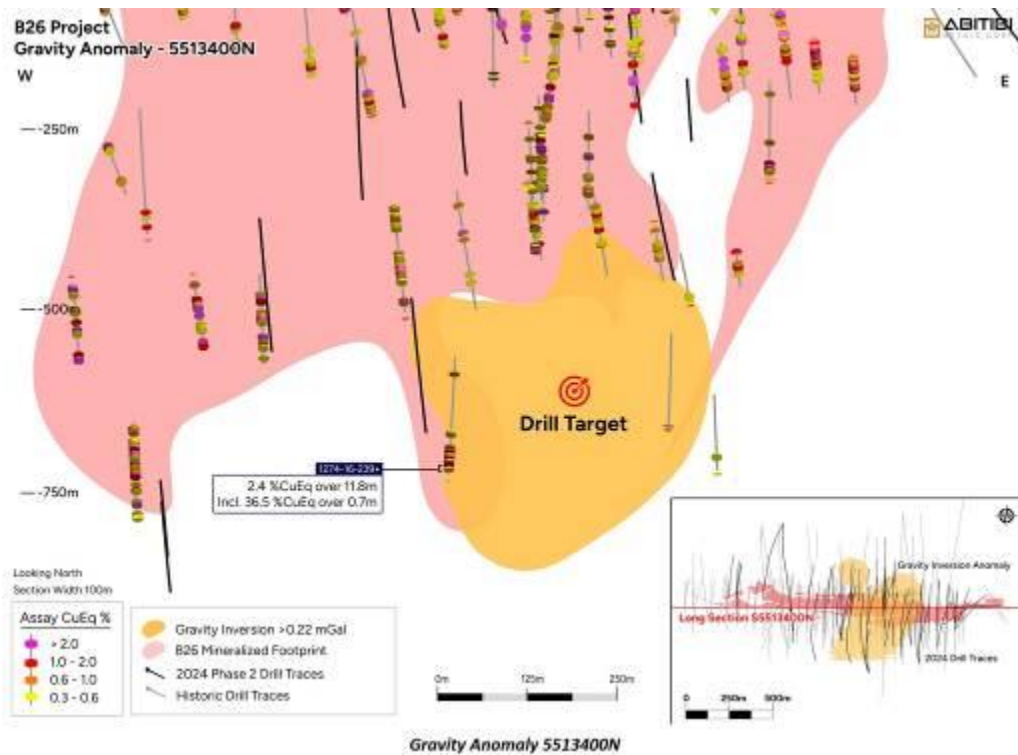 B26 Project
Gravity Anomaly - 5513400N
ABITIBI
W
E
-250m
-500m
-750m
Drill Target
1274-16-239
2.4 %CuEq over 11.8m
Incl. 36.5 %CuEq over 0.7m
Looking North
Section Width 100m
Assay CuEq %
> 2.0
1.0 - 2.0
0.6 - 1.0
0.3 - 0.6
Gravity Inversion >0.22 mGal
B26 Mineralized Footprint
2024 Phase 2 Drill Traces
Historic Drill Traces
0m 125m 250m
Gravity Inversion Anomaly
Long Section S5513400N
2024 Drill Traces
0 250m 500m
Gravity Anomaly 5513400N